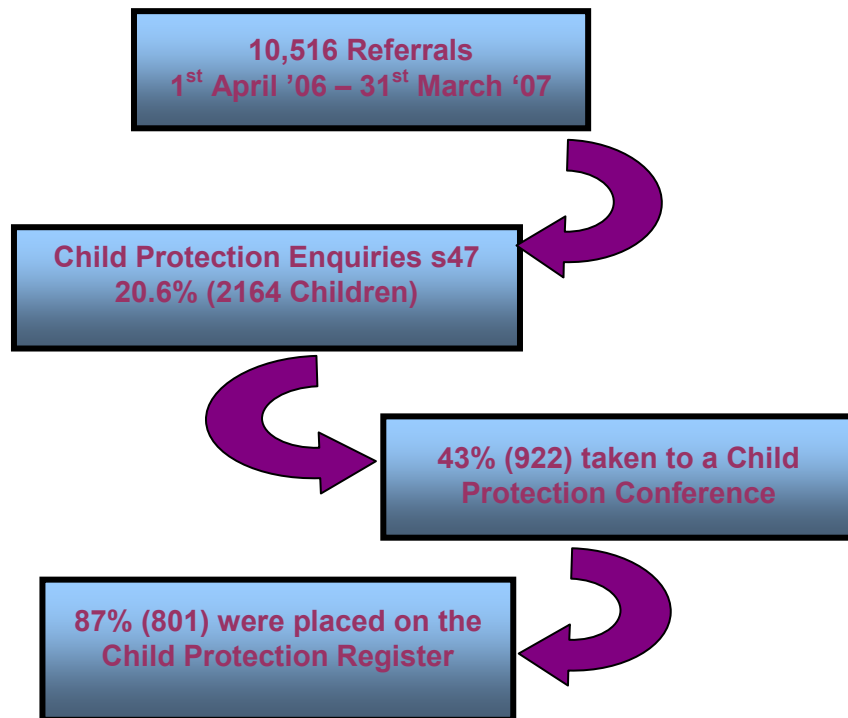 10,516 Referrals
1st April '06 – 31st March '07
Child Protection Enquiries s47
20.6% (2164 Children)
43% (922) taken to a Child
Protection Conference
87% (801) were placed on the
Child Protection Register